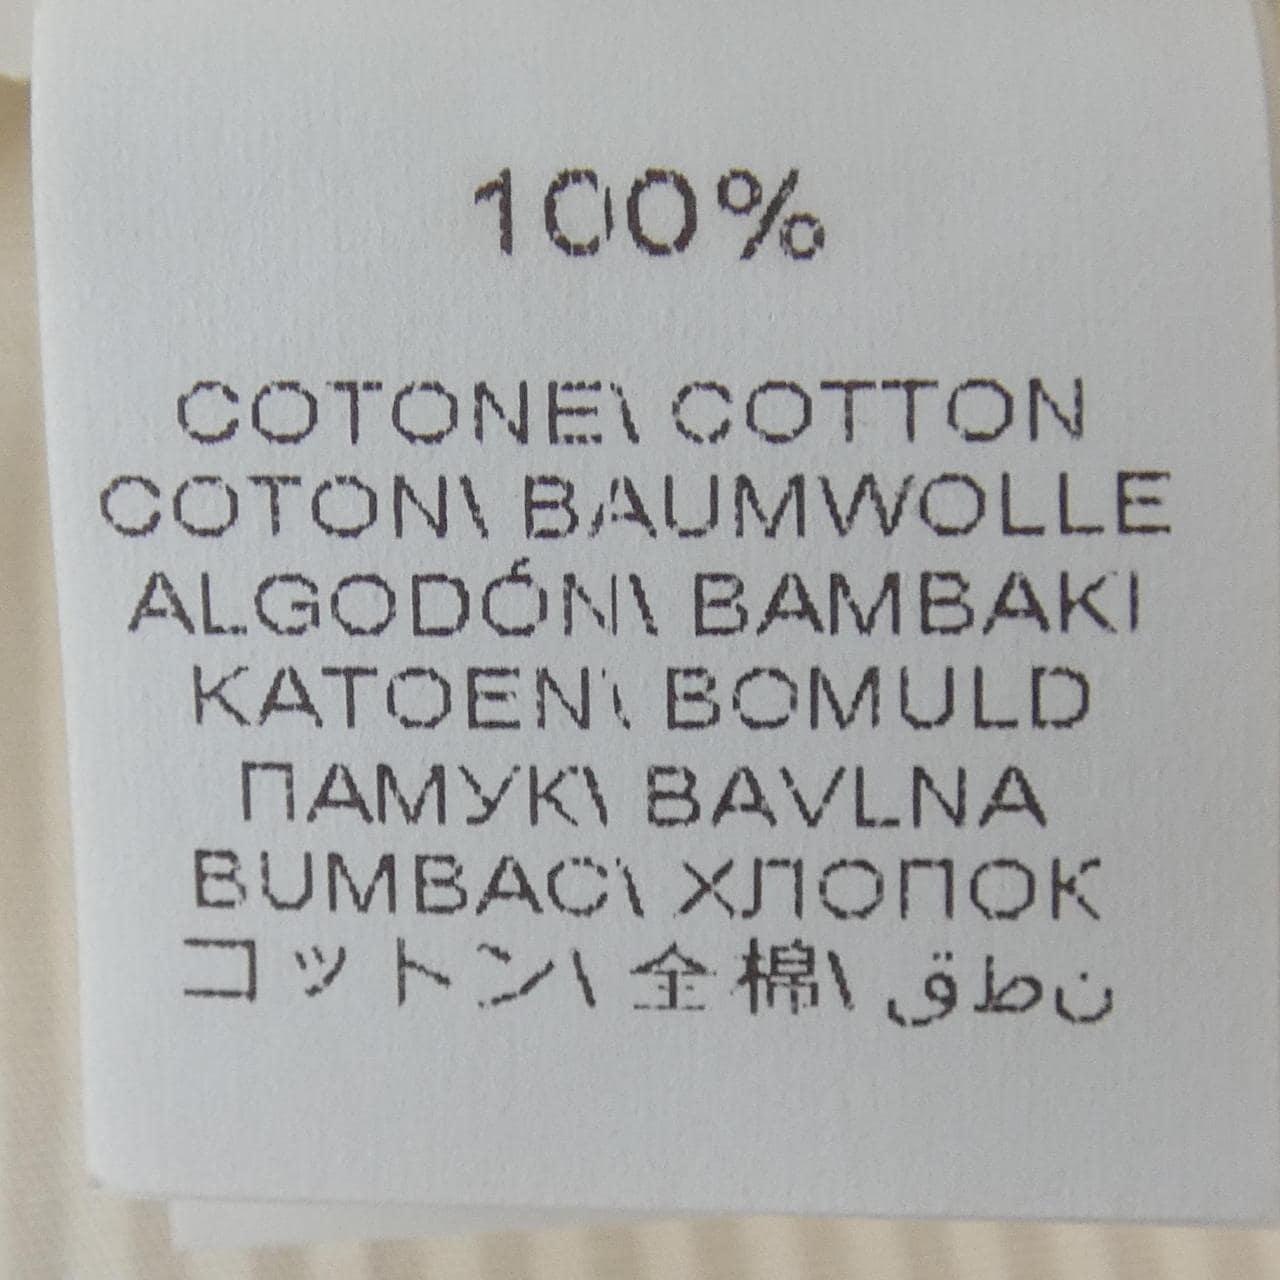 100%
COTONE\ COTTON
COTON\ BAUMWOLLE
ALGODÓN\ BAMBAKI
KATOEN\ BOMULD
ПАМУК\ BAVLNA
BUMBAC\ ХЛОПОК
コットン\ 全棉\ ن ط ق